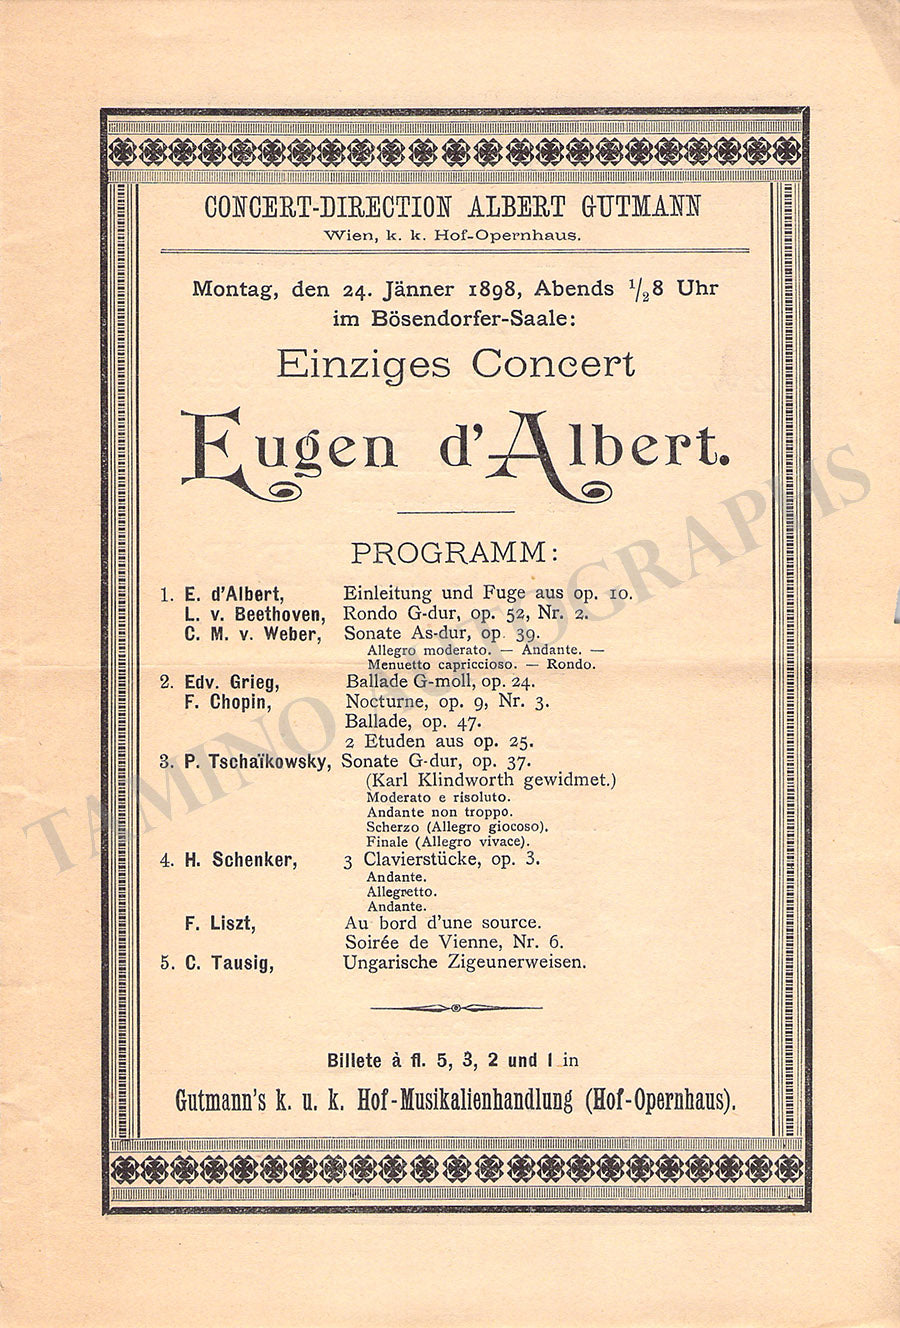 CONCERT-DIRECTION ALBERT GUTMANN
Wien, k. k. Hof-Opernhaus.
Montag, den 24. Jänner 1898, Abends 1/28 Uhr
im Bösendorfer-Saale:
Einziges Concert
Eugen d'Albert.
PROGRAMM:
1. E. d'Albert, Einleitung und Fuge aus op. 10.
L. v. Beethoven, Rondo G-dur, op. 52, Nr. 2.
C. M. v. Weber, Sonate As-dur, op. 39.
Allegro moderato. — Andante. —
Menuetto capriccioso. — Rondo.
2. Edv. Grieg, Ballade G-moll, op. 24.
F. Chopin, Nocturne, op. 9, Nr. 3.
Ballade, op. 47.
2 Etuden aus op. 25.
3. P. Tschaïkowsky, Sonate G-dur, op. 37.
(Karl Klindworth gewidmet.)
Moderato e risoluto.
Andante non troppo.
Scherzo (Allegro giocoso).
Finale (Allegro vivace).
4. H. Schenker, 3 Clavierstücke, op. 3.
Andante.
Allegretto.
Andante.
F. Liszt, Au bord d'une source.
Soirée de Vienne, Nr. 6.
5. C. Tausig, Ungarische Zigeunerweisen.
Billete à fl. 5, 3, 2 und 1 in
Gutmann's k. u. k. Hof-Musikalienhandlung (Hof-Opernhaus).
TAMINO AUTOGRAPHS